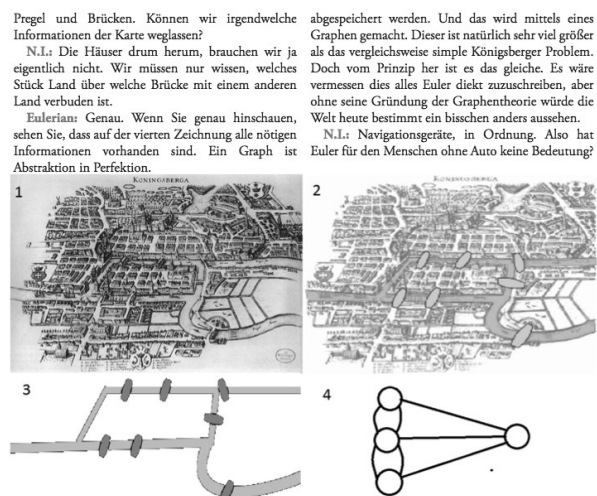 Pregel und Brücken. Können wir irgendwelche
Informationen der Karte weglassen?
N.I.: Die Häuser drum herum, brauchen wir ja
eigentlich nicht. Wir müssen nur wissen, welches
Stück Land über welche Brücke mit einem anderen
Land verbuden ist.
Eulerian: Genau. Wenn Sie genau hinschauen,
sehen Sie, dass auf der vierten Zeichnung alle nötigen
Informationen vorhanden sind. Ein Graph ist
Abstraktion in Perfektion.
abgespeichert werden. Und das wird mittels eines
Graphen gemacht. Dieser ist natürlich sehr viel größer
als das vergleichsweise simple Königsberger Problem.
Doch vom Prinzip her ist es das gleiche. Es wäre
vermessen dies alles Euler diekt zuzuschreiben, aber
ohne seine Gründung der Graphentheorie würde die
Welt heute bestimmt ein bisschen anders aussehen.
N.I.: Navigationsgeräte, in Ordnung. Also hat
Euler für den Menschen ohne Auto keine Bedeutung?
1
KONINGSBERGA
2
KONINGSBERGA
3
4